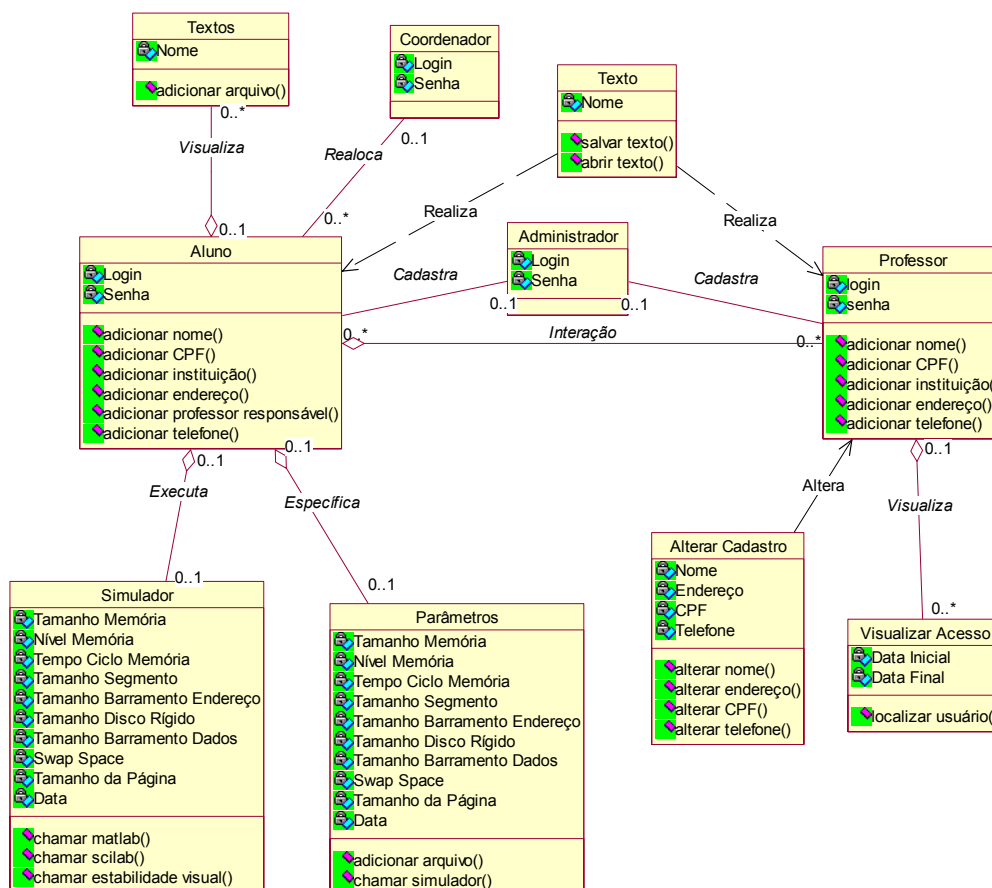 Textos
Nome
adicionar arquivo()
0..*
Visualiza
0..1
Coordenador
Login
Senha
0..1
Realoca
0..*
Texto
Nome
salvar texto()
abrir texto()
Realiza
Realiza
Aluno
Login
Senha
adicionar nome()
adicionar CPF()
adicionar instituição()
adicionar endereço()
adicionar professor responsável()
adicionar telefone()
Administrador
Login
Senha
Cadastra
0..1
0..1
Cadastra
0..*
Interação
0..*
Professor
login
senha
adicionar nome()
adicionar CPF()
adicionar instituição(
adicionar endereço()
adicionar telefone()
0..1
Executa
0..1
0..1
Específica
0..1
Altera
0..1
Visualiza
0..*
Simulador
Tamanho Memória
Nível Memória
Tempo Ciclo Memória
Tamanho Segmento
Tamanho Barramento Endereço
Tamanho Disco Rígido
Tamanho Barramento Dados
Swap Space
Tamanho da Página
Data
chamar matlab()
chamar scilab()
chamar estabilidade visual()
Parâmetros
Tamanho Memória
Nível Memória
Tempo Ciclo Memória
Tamanho Segmento
Tamanho Barramento Endereço
Tamanho Disco Rígido
Tamanho Barramento Dados
Swap Space
Tamanho da Página
Data
adicionar arquivo()
chamar simulador()
Alterar Cadastro
Nome
Endereço
CPF
Telefone
alterar nome()
alterar endereço()
alterar CPF()
alterar telefone()
Visualizar Acesso
Data Inicial
Data Final
localizar usuário(